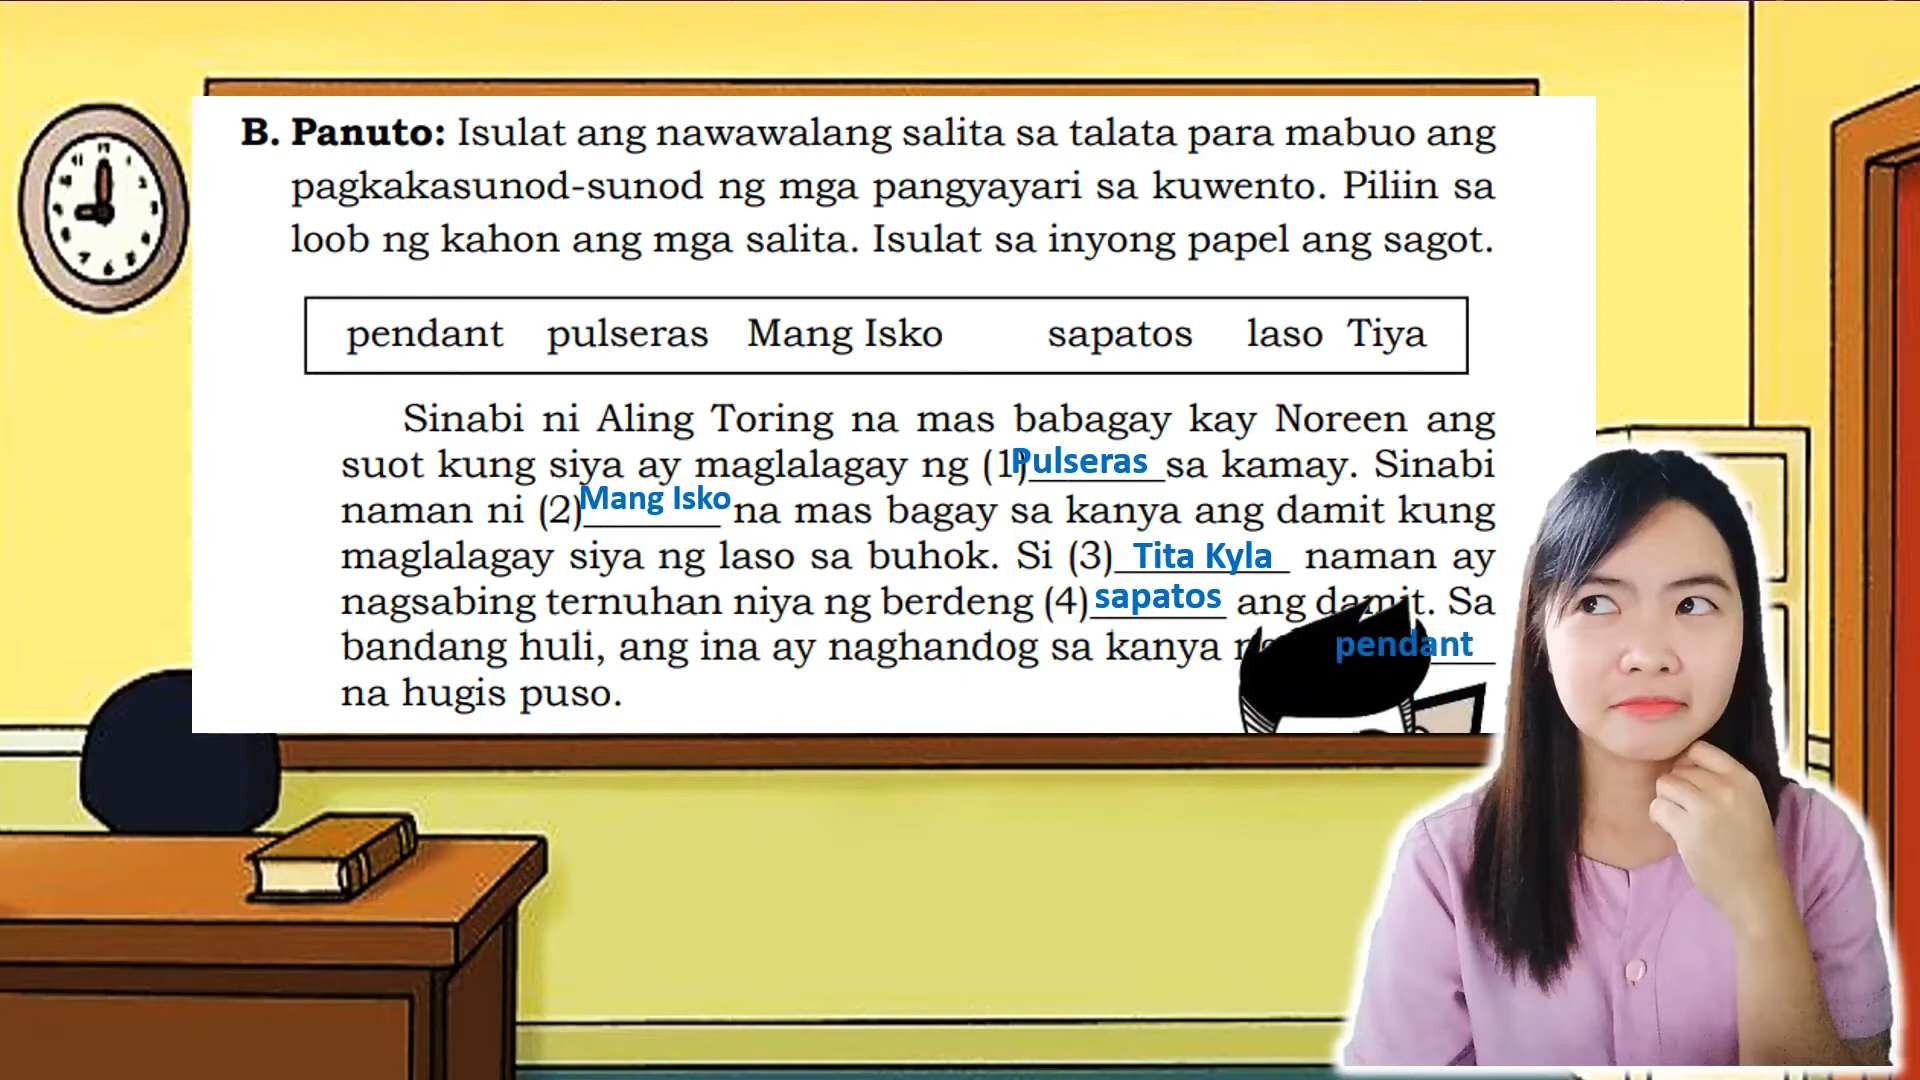 B. Panuto: Isulat ang nawawalang salita sa talata para mabuo ang
pagkakasunod-sunod ng mga pangyayari sa kuwento. Piliin sa
loob ng kahon ang mga salita. Isulat sa inyong papel ang sagot.
pendant pulseras Mang Isko sapatos laso Tiya
Sinabi ni Aling Toring na mas babagay kay Noreen ang
suot kung siya ay maglalagay ng (1) Pulseras sa kamay. Sinabi
naman ni (2) Mang Isko na mas bagay sa kanya ang damit kung
maglalagay siya ng laso sa buhok. Si (3) Tita Kyla naman ay
nagsabing ternuhan niya ng berdeng (4) sapatos ang damit. Sa
bandang huli, ang ina ay naghandog sa kanya pendant
na hugis puso.